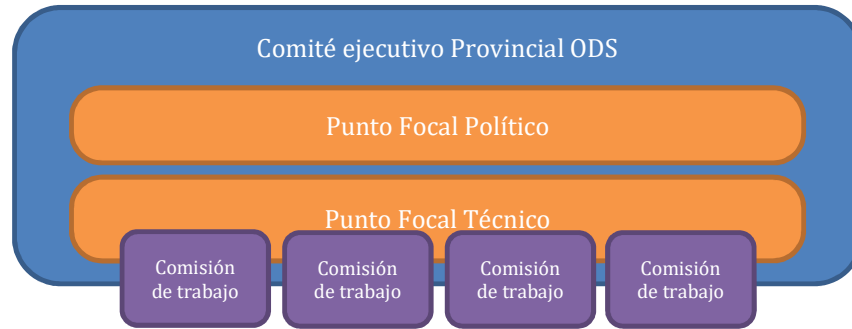 Comité ejecutivo Provincial ODS
Punto Focal Político
Punto Focal Técnico
Comisión
de trabajo
Comisión
de trabajo
Comisión
de trabajo
Comisión
de trabajo